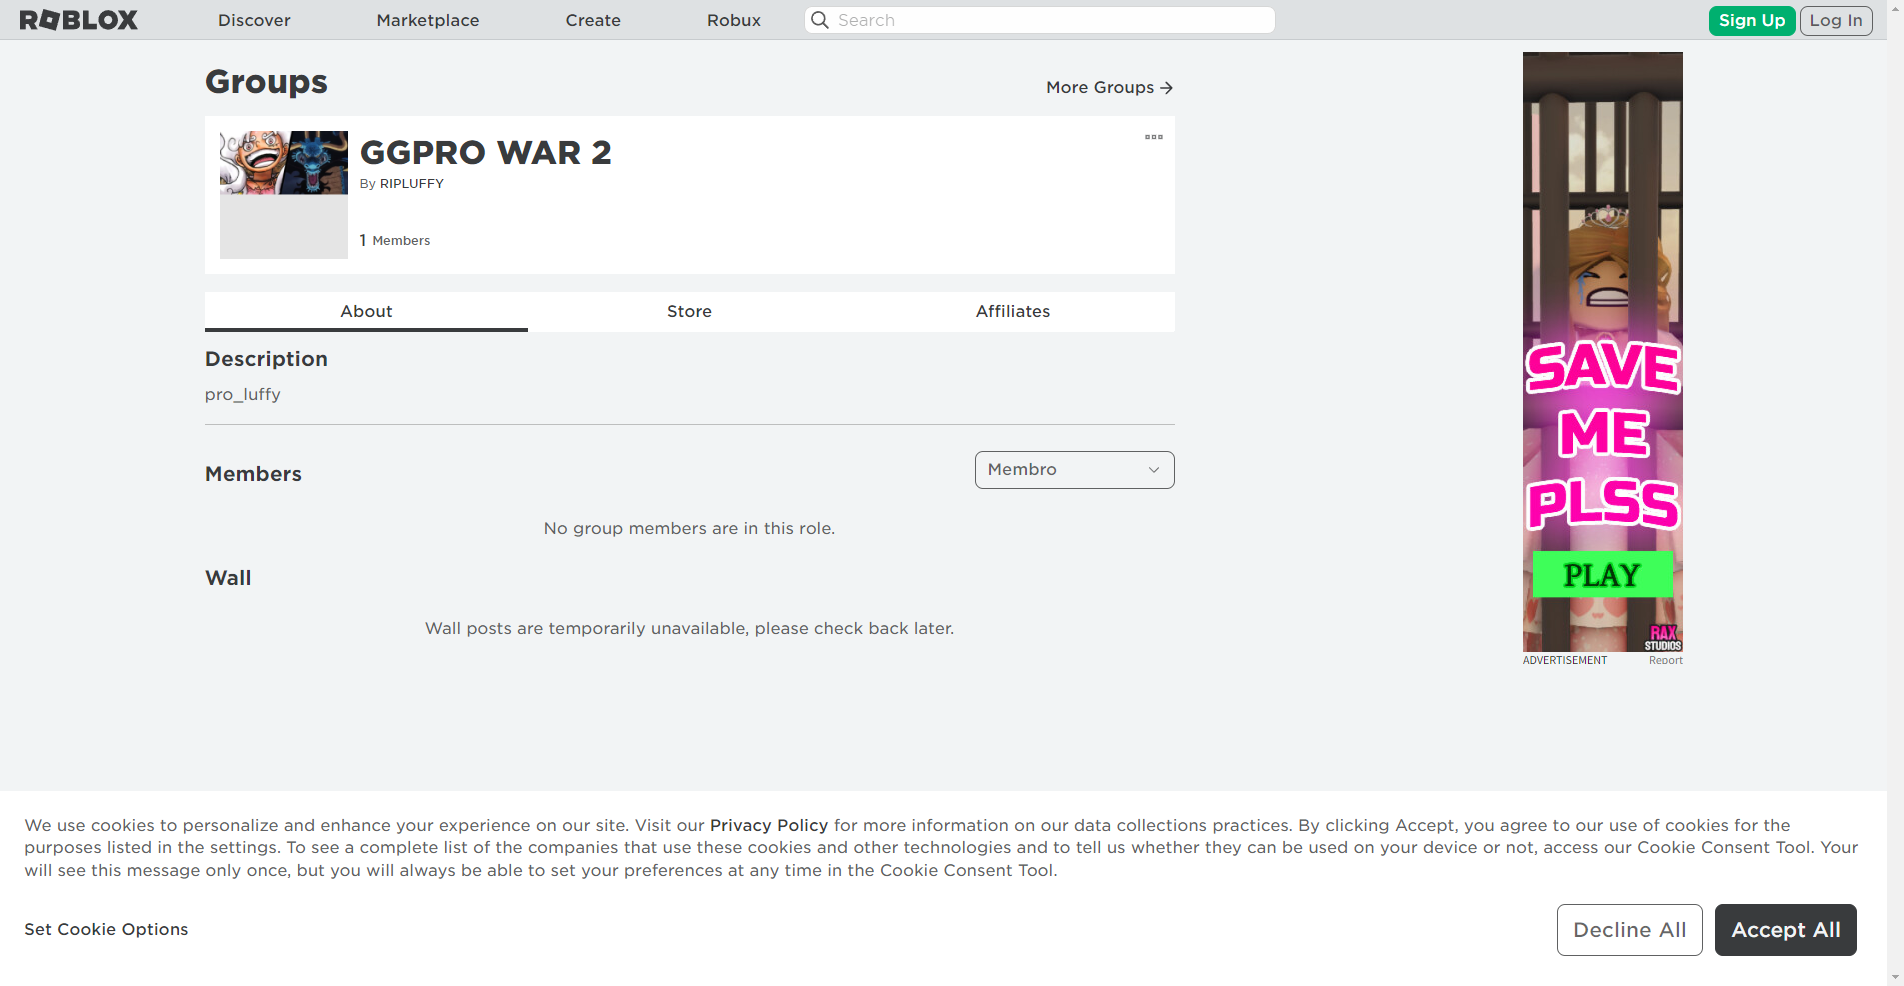 ROBLOX
Discover
Marketplace
Create
Robux
Search
Sign Up
Log In
Groups
More Groups
GGPRO WAR 2
By RIPLUFFY
1 Members
About
Store
Affiliates
Description
pro_luffy
Members
Membro
No group members are in this role.
Wall
Wall posts are temporarily unavailable, please check back later.
SAVE
ME
PLSS
PLAY
RAX
STUDIOS
ADVERTISEMENT
Report
We use cookies to personalize and enhance your experience on our site. Visit our Privacy Policy for more information on our data collections practices. By clicking Accept, you agree to our use of cookies for the
purposes listed in the settings. To see a complete list of the companies that use these cookies and other technologies and to tell us whether they can be used on your device or not, access our Cookie Consent Tool. Your
will see this message only once, but you will always be able to set your preferences at any time in the Cookie Consent Tool.
Set Cookie Options
Decline All
Accept All